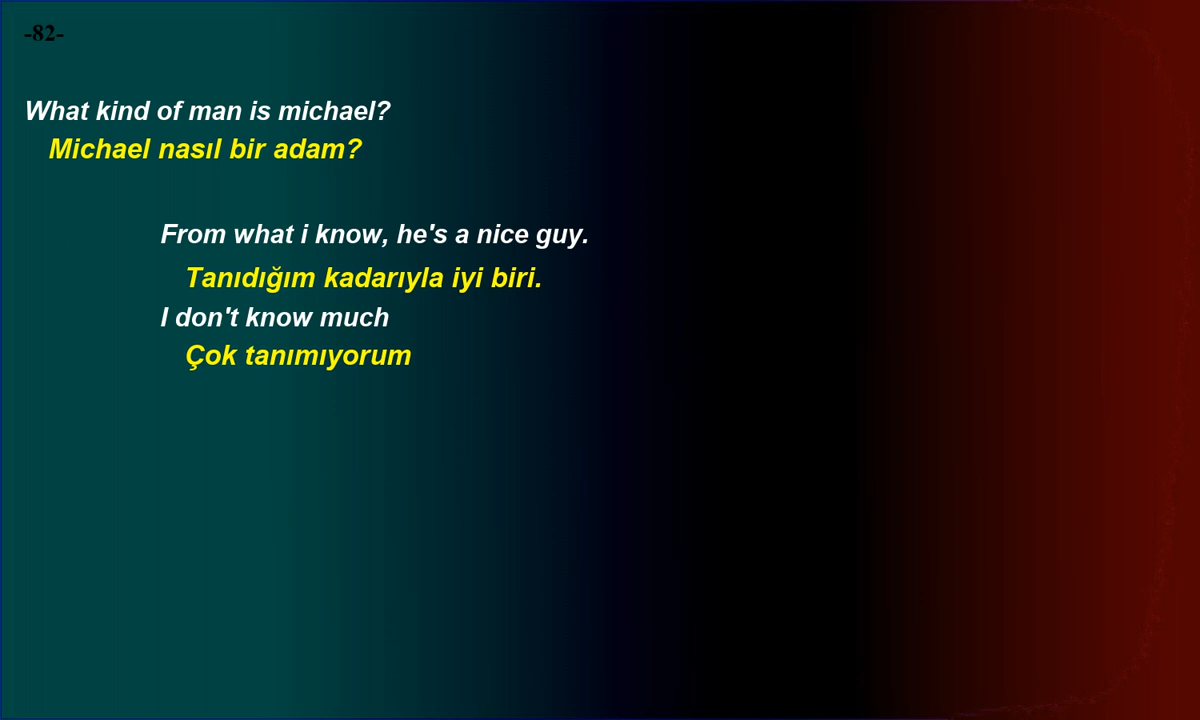 -82-
What kind of man is michael?
Michael nasıl bir adam?
From what i know, he's a nice guy.
Tanıdığım kadarıyla iyi biri.
I don't know much
Çok tanımıyorum